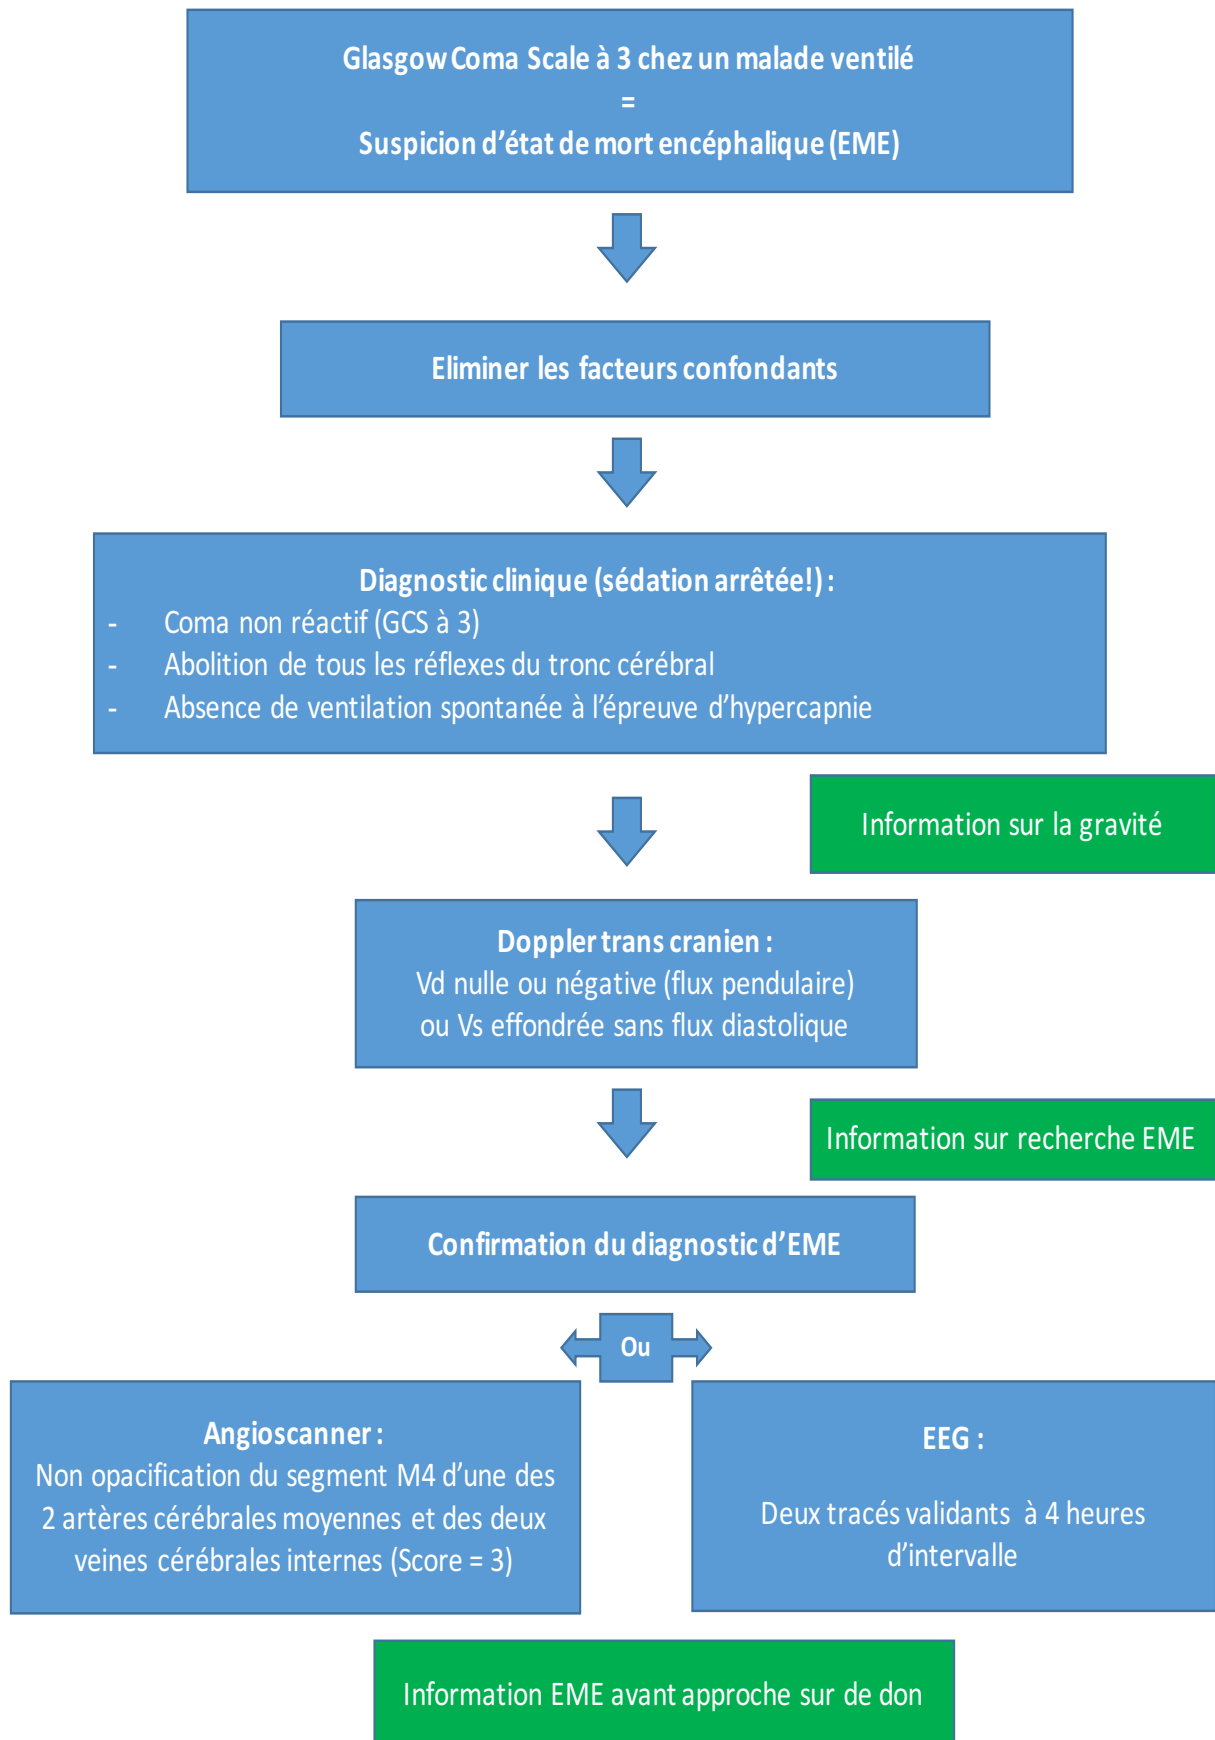 Glasgow Coma Scale à 3 chez un malade ventilé
=
Suspicion d'état de mort encéphalique (EME)
Eliminer les facteurs confondants
Diagnostic clinique (sédation arrêtée!) :
- Coma non réactif (GCS à 3)
- Abolition de tous les réflexes du tronc cérébral
- Absence de ventilation spontanée à l'épreuve d'hypercapnie
Information sur la gravité
Doppler trans cranien :
Vd nulle ou négative (flux pendulaire)
ou Vs effondrée sans flux diastolique
Information sur recherche EME
Confirmation du diagnostic d'EME
Ou
Angioscanner :
Non opacification du segment M4 d'une des
2 artères cérébrales moyennes et des deux
veines cérébrales internes (Score = 3)
EEG :
Deux tracés validants à 4 heures
d'intervalle
Information EME avant approche sur de don